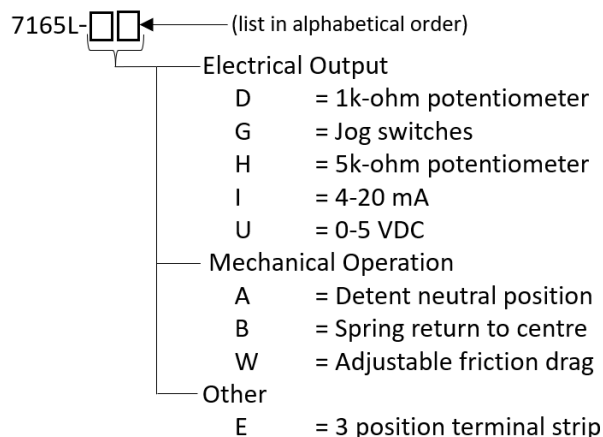 7165L-□□ (list in alphabetical order)
Electrical Output
D = 1k-ohm potentiometer
G = Jog switches
H = 5k-ohm potentiometer
I = 4-20 mA
U = 0-5 VDC
Mechanical Operation
A = Detent neutral position
B = Spring return to centre
W = Adjustable friction drag
Other
E = 3 position terminal strip